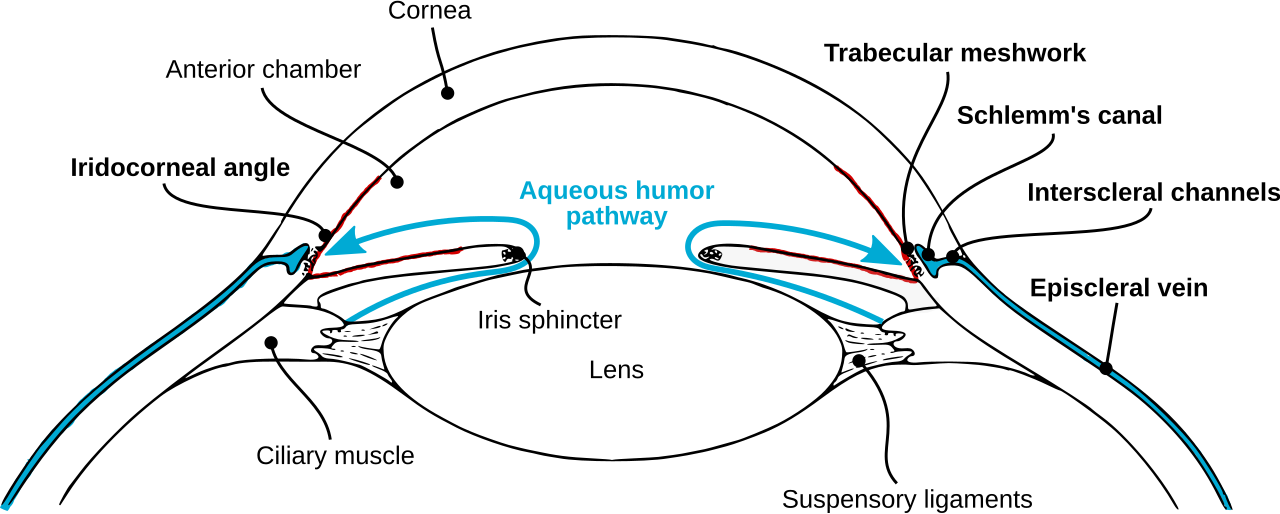 Cornea
Anterior chamber
Trabecular meshwork
Schlemm's canal
Iridocorneal angle
Aqueous humor
pathway
Interscleral channels
Episcleral vein
Iris sphincter
Lens
Ciliary muscle
Suspensory ligaments